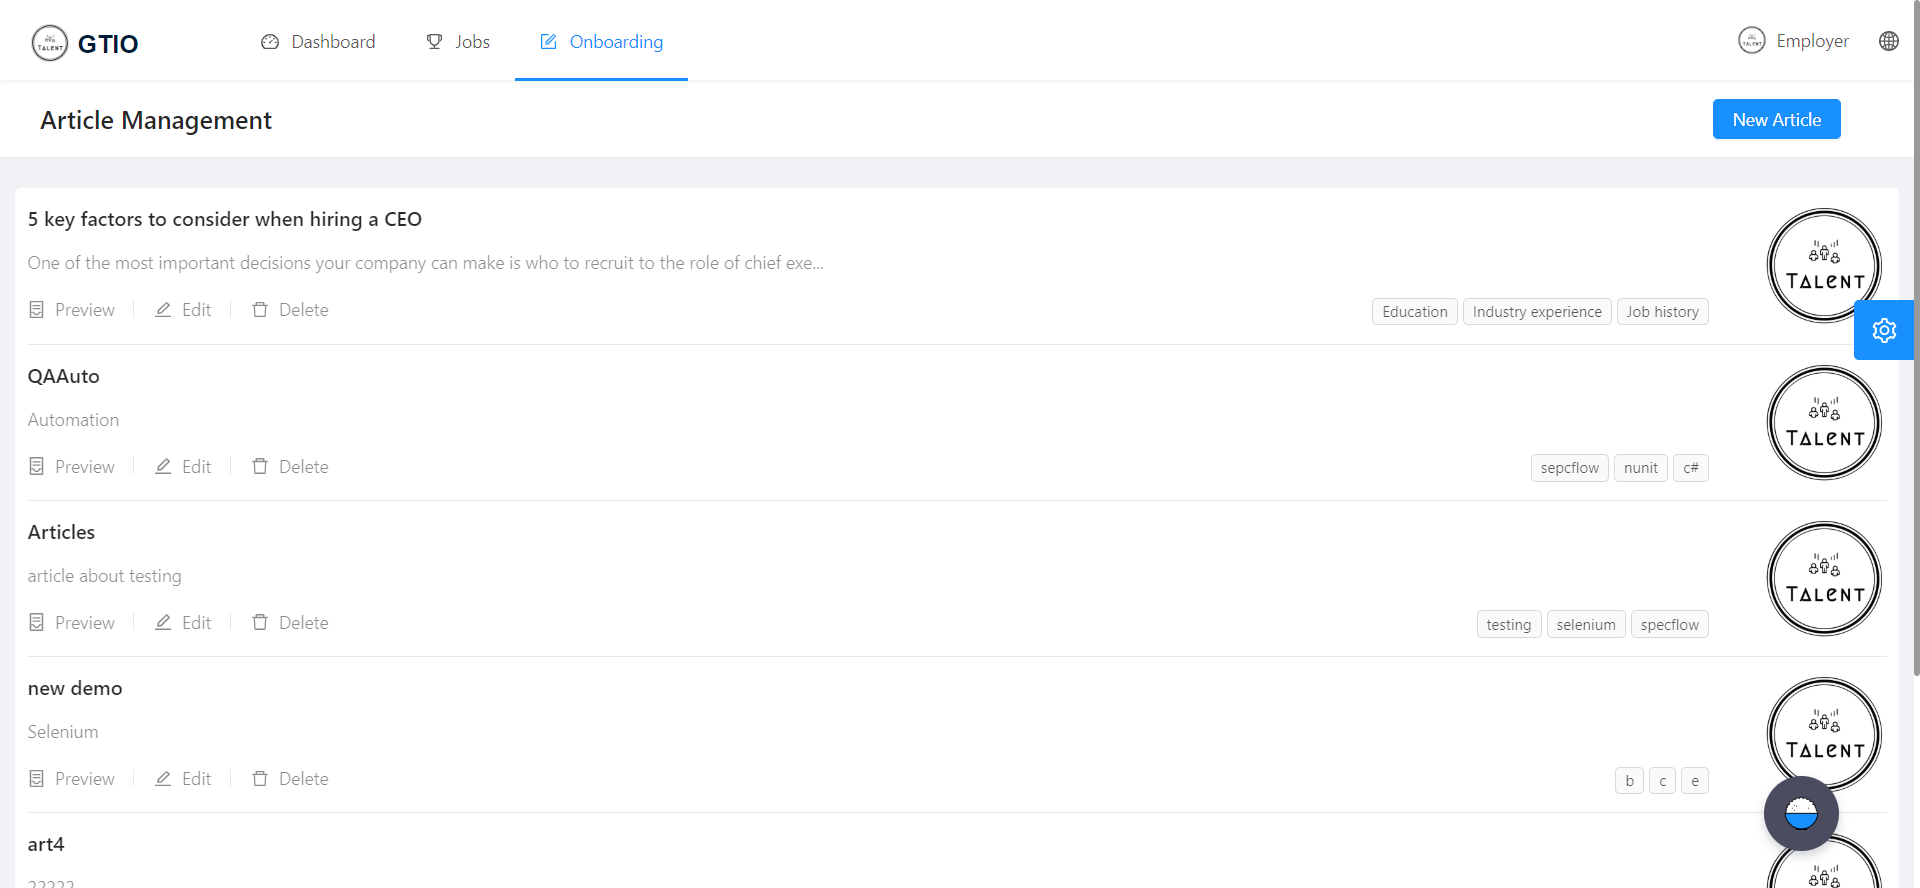 TALENT GTIO Dashboard Jobs Onboarding TALENT Employer
Article Management New Article
5 key factors to consider when hiring a CEO
One of the most important decisions your company can make is who to recruit to the role of chief exe...
TALENT
Preview Edit Delete Education Industry experience Job history
QAAuto
Automation
TALENT
Preview Edit Delete sepcflow nunit c#
Articles
article about testing
TALENT
Preview Edit Delete testing selenium specflow
new demo
Selenium
TALENT
Preview Edit Delete b c e
art4
22222